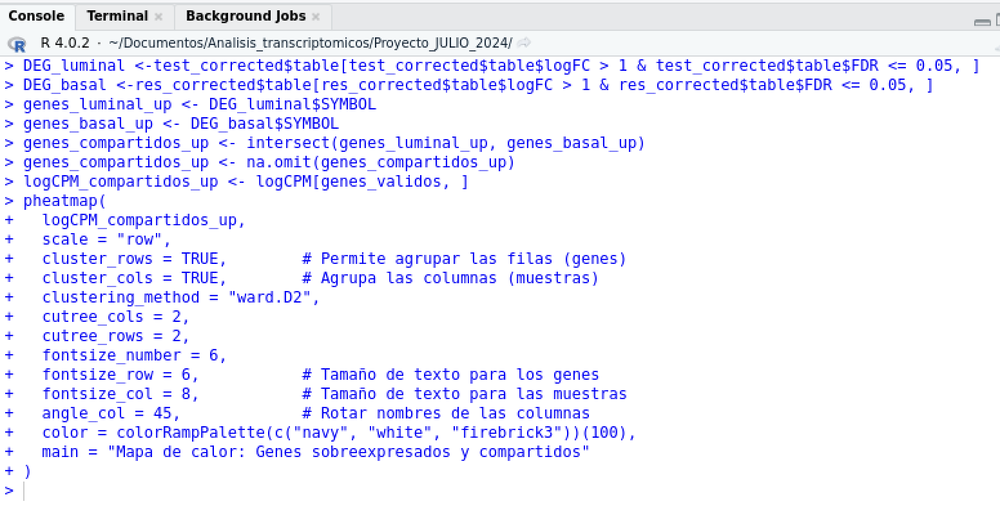 Console Terminal × Background Jobs ×
R R 4.0.2 · ~/Documentos/Analisis_transcriptomicos/Proyecto_JULIO_2024/
> DEG_luminal <-test_corrected$table[test_corrected$table$logFC > 1 & test_corrected$table$FDR <= 0.05, ]
> DEG_basal <-res_corrected$table[res_corrected$table$logFC > 1 & res_corrected$table$FDR <= 0.05, ]
> genes_luminal_up <- DEG_luminal$SYMBOL
> genes_basal_up <- DEG_basal$SYMBOL
> genes_compartidos_up <- intersect(genes_luminal_up, genes_basal_up)
> genes_compartidos_up <- na.omit(genes_compartidos_up)
> logCPM_compartidos_up <- logCPM[genes_validos, ]
> pheatmap(
+   logCPM_compartidos_up,
+   scale = "row",
+   cluster_rows = TRUE,        # Permite agrupar las filas (genes)
+   cluster_cols = TRUE,        # Agrupa las columnas (muestras)
+   clustering_method = "ward.D2",
+   cutree_cols = 2,
+   cutree_rows = 2,
+   fontsize_number = 6,
+   fontsize_row = 6,           # Tamaño de texto para los genes
+   fontsize_col = 8,           # Tamaño de texto para las muestras
+   angle_col = 45,             # Rotar nombres de las columnas
+   color = colorRampPalette(c("navy", "white", "firebrick3"))(100),
+   main = "Mapa de calor: Genes sobreexpresados y compartidos"
+ )
>